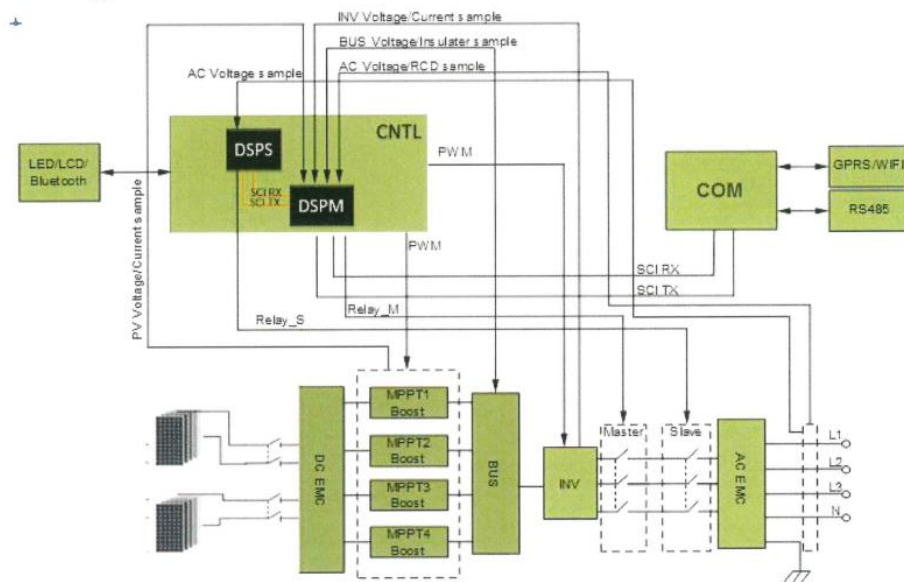 INV Voltage/Current sample
BUS Voltage/Insulater sample
AC Voltage sample
AC Voltage/RCD sample
CNTL
DSPS
LED/LCD/
Bluetooth
PWM
GPRS/WIFI
COM
SCI RX
SCI TX
DSPM
RS485
PV Voltage/Current sample
PWM
SCI RX
SCI TX
Relay_S
Relay_M
MPPT1
Boost
Master
Slave
L1
MPPT2
Boost
L2
DC EMC
BUS
INV
AC EMC
MPPT3
Boost
L3
N
MPPT4
Boost